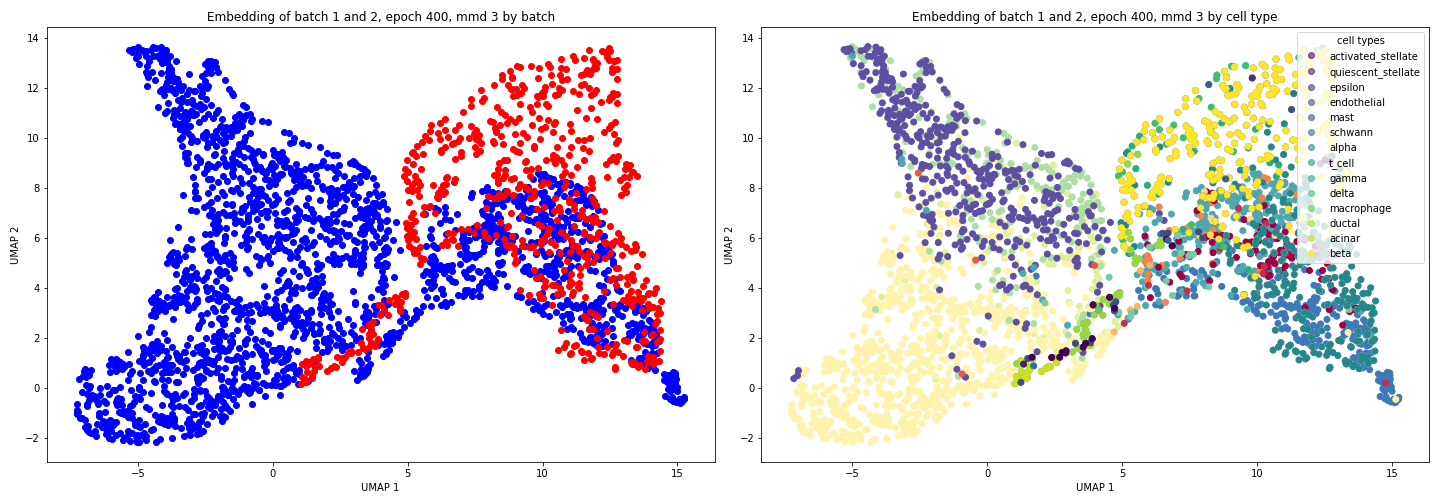 Embedding of batch 1 and 2, epoch 400, mmd 3 by batch
14
12
10
8
6
4
2
0
−2
UMAP 2
−5
0
5
10
15
UMAP 1
Embedding of batch 1 and 2, epoch 400, mmd 3 by cell type
cell types
activated_stellate
quiescent_stellate
epsilon
endothelial
mast
schwann
alpha
t_cell
gamma
delta
macrophage
ductal
acinar
beta
14
12
10
8
6
4
2
0
−2
UMAP 2
−5
0
5
10
15
UMAP 1